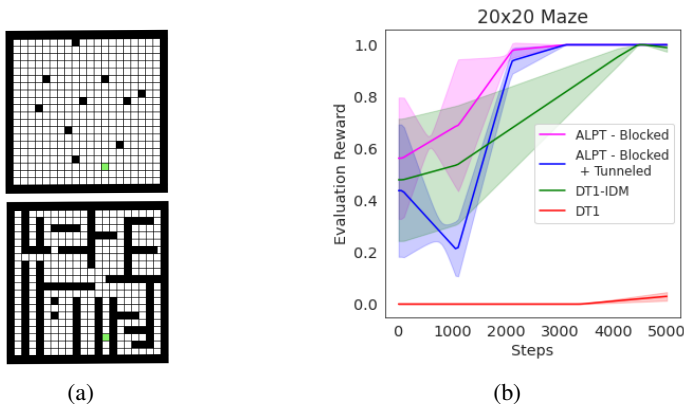 20x20 Maze
Evaluation Reward
1.0
0.8
0.6
0.4
0.2
0.0
ALPT - Blocked
ALPT - Blocked
+ Tunneled
DT1-IDM
DT1
0 1000 2000 3000 4000 5000
Steps
(a)
(b)